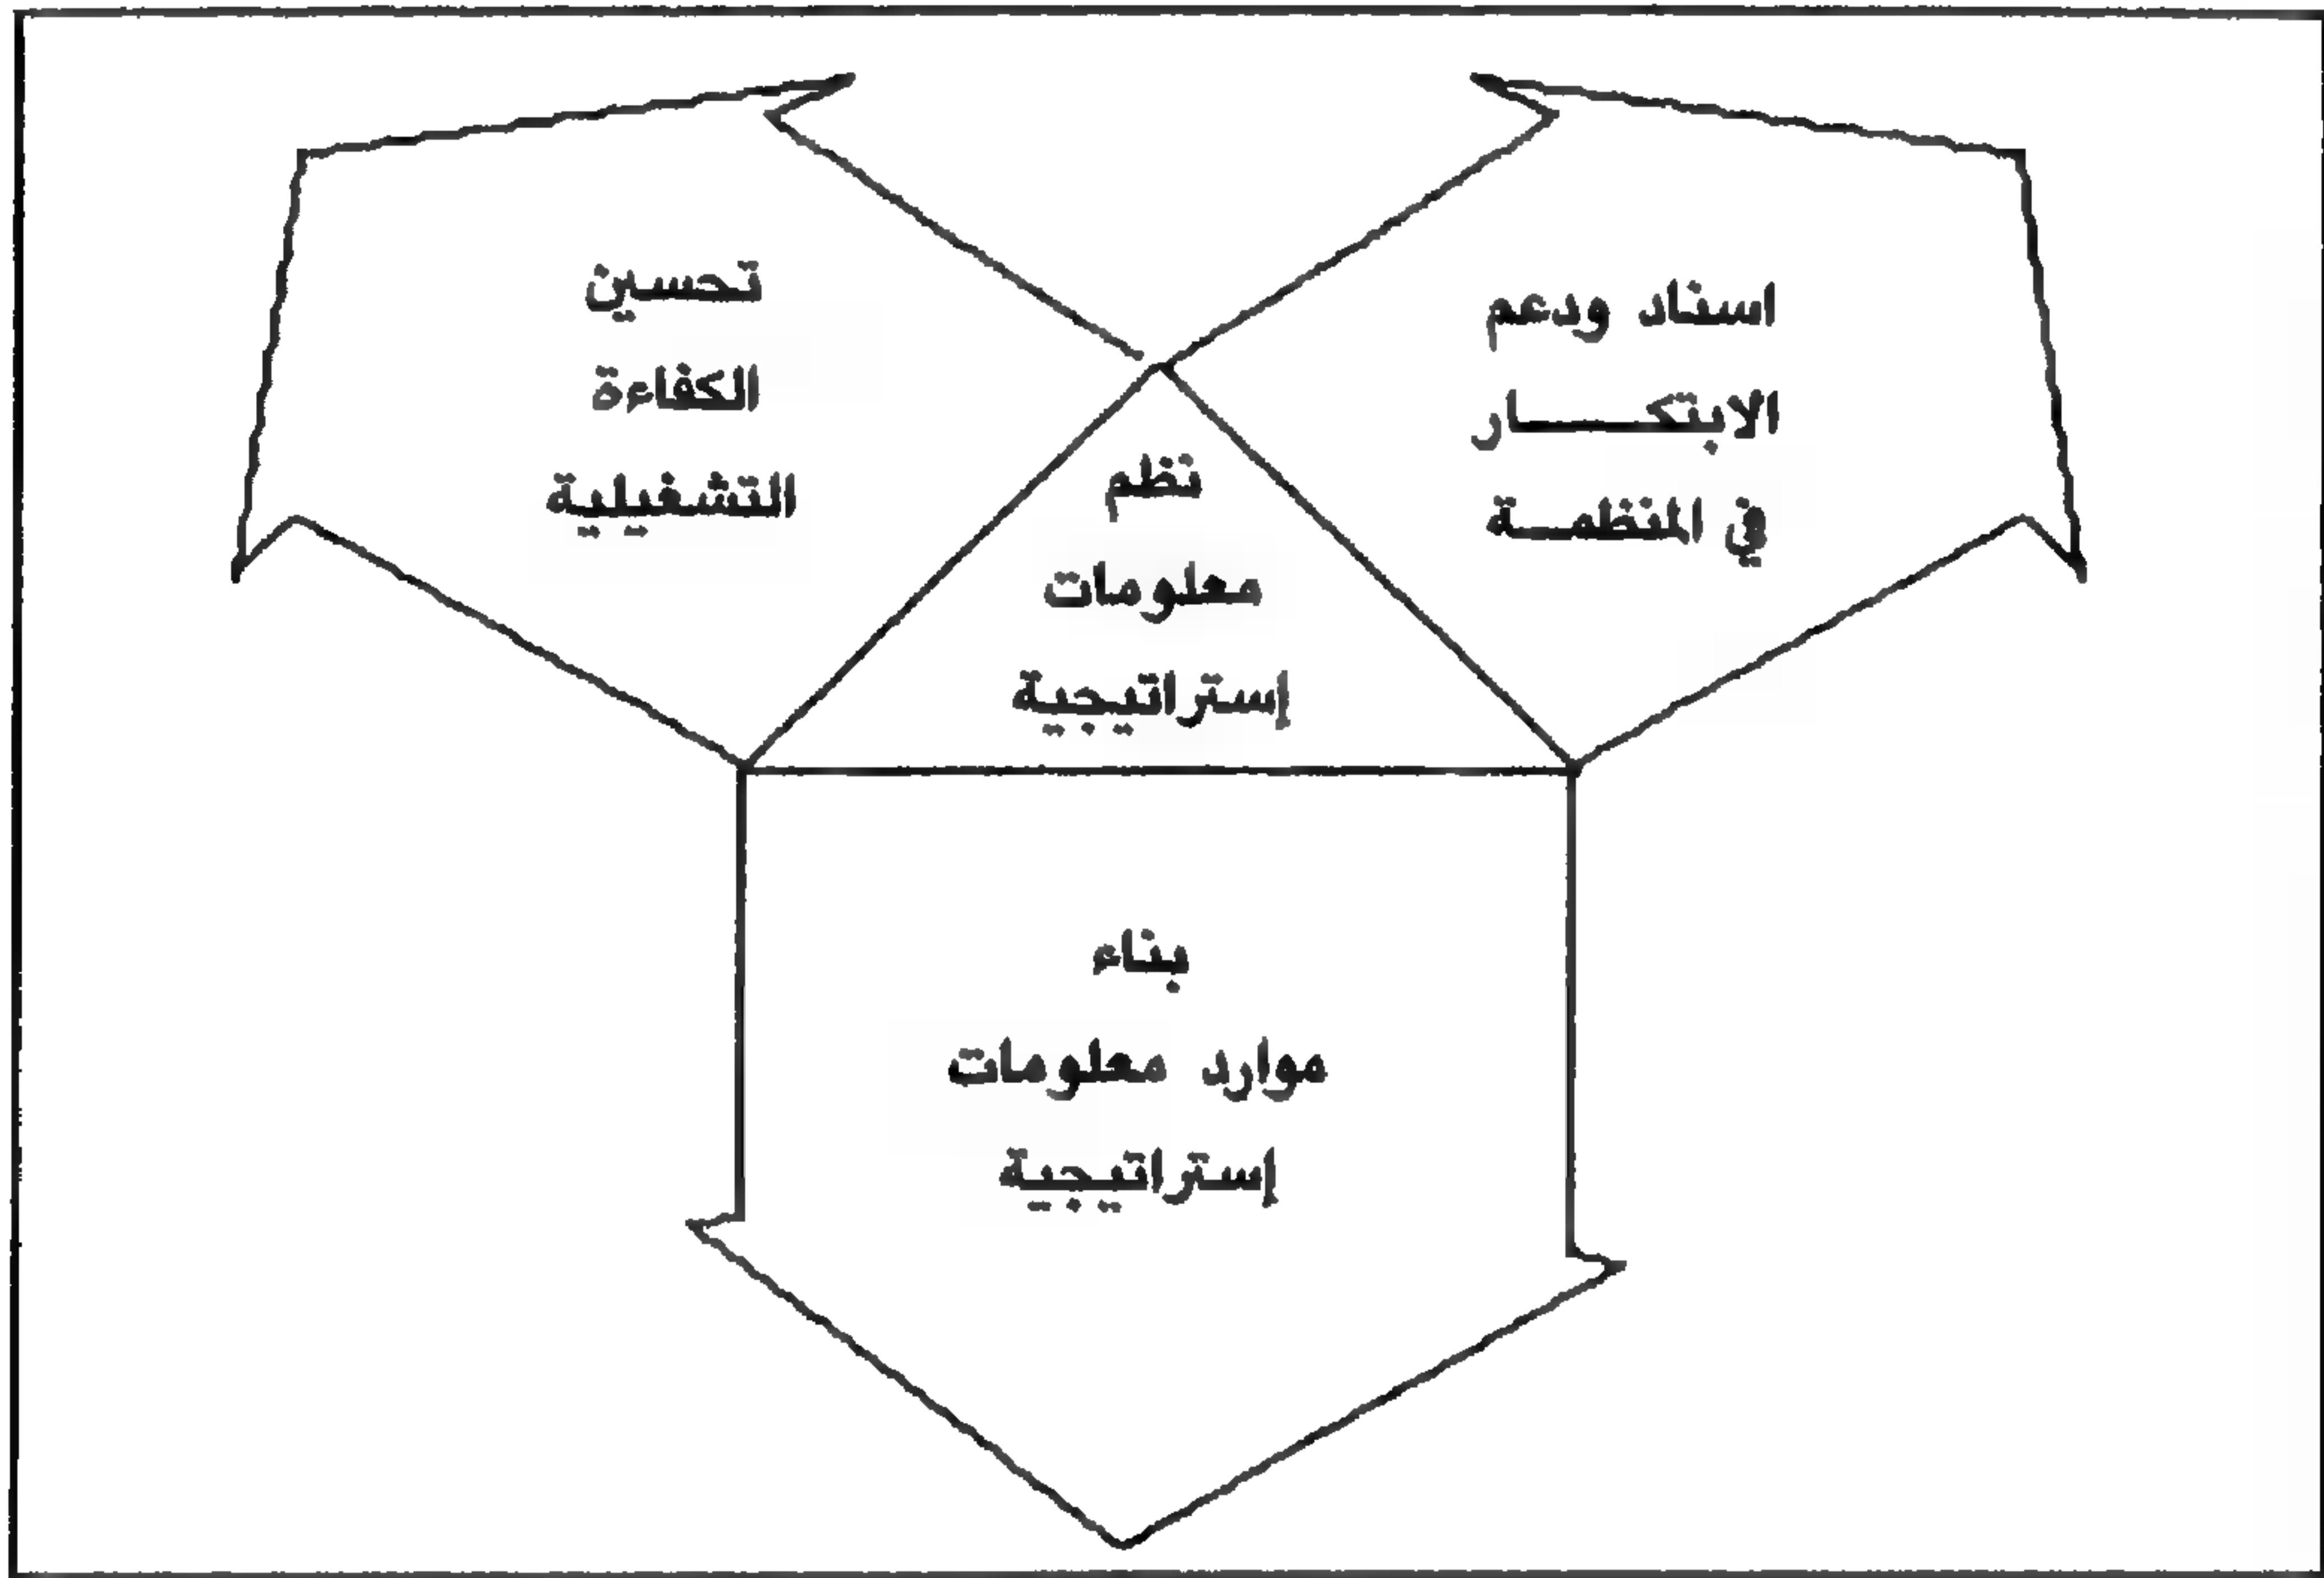 اسناد ودعم
الابتكـــــار
في المنظمـــة
تحسين
الكفاءة
التشغيلية
نظم
معلومات
إستراتيجية
بناء
موارد معلومات
إستراتيجية